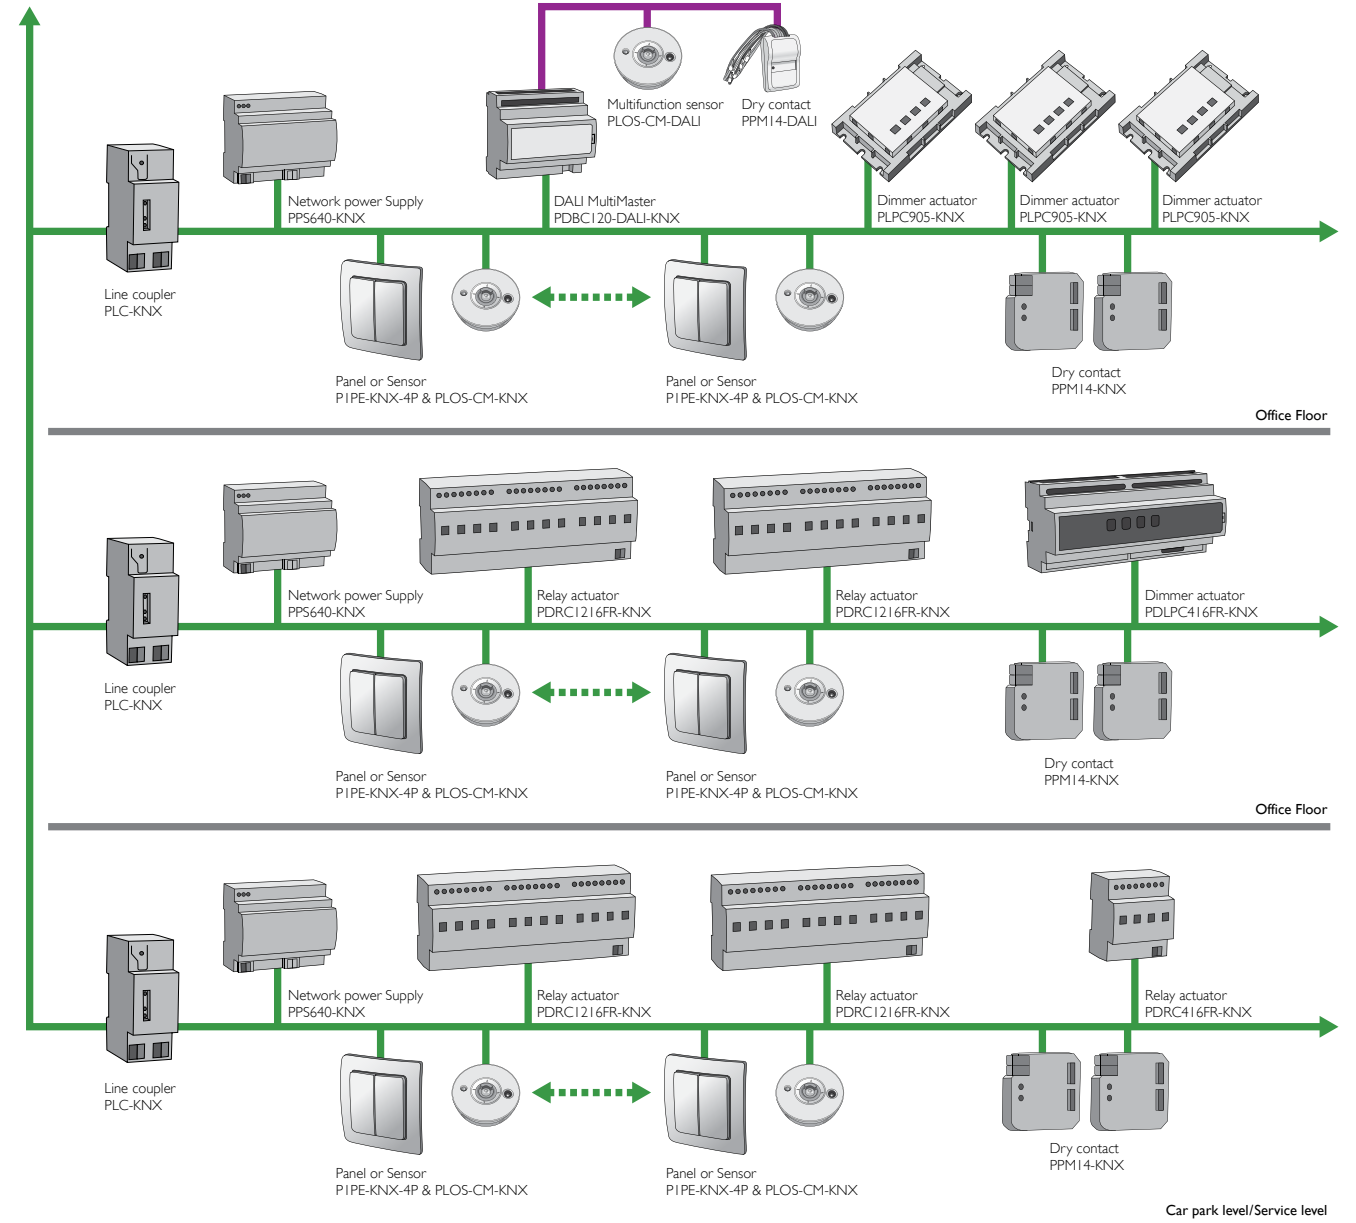 Multifunction sensor
PLOS-CM-DALI
Dry contact
PPM14-DALI
Network power Supply
PPS640-KNX
DALI MultiMaster
PDBC120-DALI-KNX
Dimmer actuator
PLPC905-KNX
Dimmer actuator
PLPC905-KNX
Dimmer actuator
PLPC905-KNX
Line coupler
PLC-KNX
Panel or Sensor
P1PE-KNX-4P & PLOS-CM-KNX
Panel or Sensor
P1PE-KNX-4P & PLOS-CM-KNX
Dry contact
PPM14-KNX
Office Floor
Network power Supply
PPS640-KNX
Relay actuator
PDRC1216FR-KNX
Relay actuator
PDRC1216FR-KNX
Dimmer actuator
PDLPC416FR-KNX
Line coupler
PLC-KNX
Panel or Sensor
P1PE-KNX-4P & PLOS-CM-KNX
Panel or Sensor
P1PE-KNX-4P & PLOS-CM-KNX
Dry contact
PPM14-KNX
Office Floor
Network power Supply
PPS640-KNX
Relay actuator
PDRC1216FR-KNX
Relay actuator
PDRC1216FR-KNX
Relay actuator
PDRC416FR-KNX
Line coupler
PLC-KNX
Panel or Sensor
P1PE-KNX-4P & PLOS-CM-KNX
Panel or Sensor
P1PE-KNX-4P & PLOS-CM-KNX
Dry contact
PPM14-KNX
Car park level/Service level